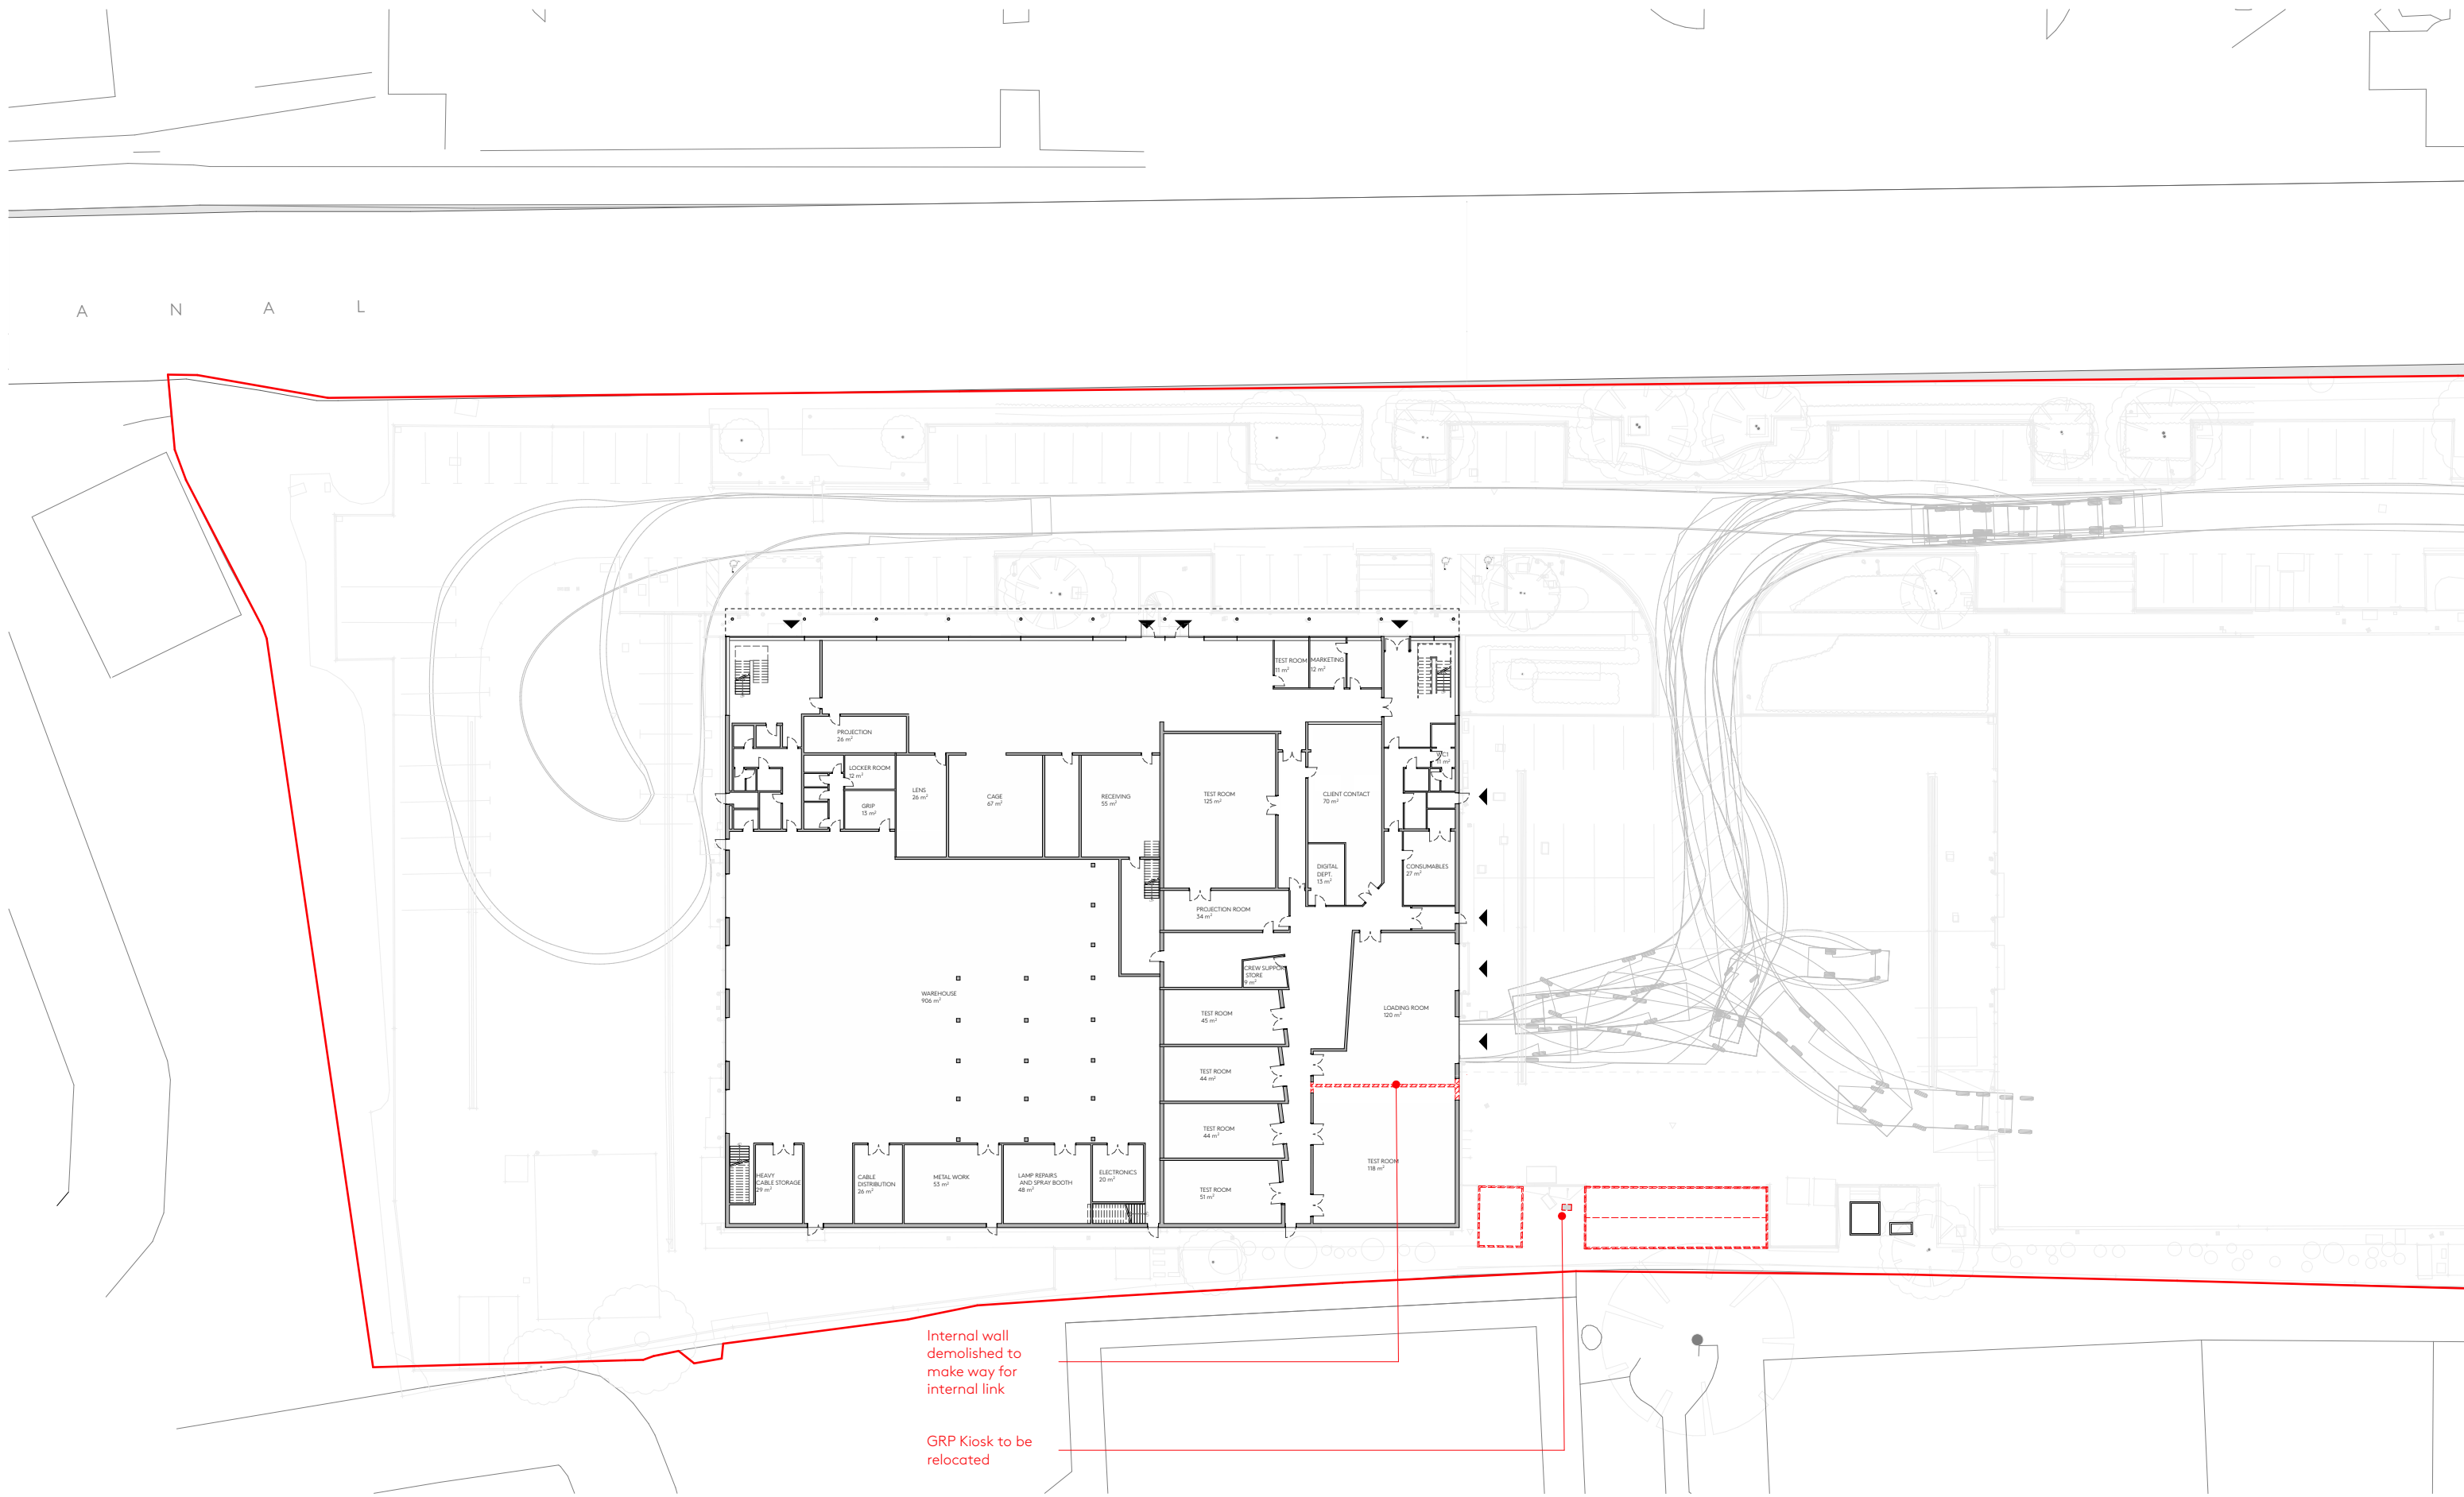 A N A L
TEST ROOM
11 m²
MARKETING
12 m²
PROJECTION
26 m²
LOCKER ROOM
12 m²
GRIP
13 m²
LENS
26 m²
CAGE
67 m²
RECEIVING
55 m²
TEST ROOM
125 m²
CLIENT CONTACT
70 m²
WC1
11 m²
DIGITAL
DEPT.
13 m²
CONSUMABLES
27 m²
PROJECTION ROOM
34 m²
CREW SUPPORT
STORE
9 m²
WAREHOUSE
906 m²
TEST ROOM
45 m²
LOADING ROOM
120 m²
TEST ROOM
44 m²
TEST ROOM
44 m²
TEST ROOM
118 m²
HEAVY
CABLE STORAGE
29 m²
CABLE
DISTRIBUTION
26 m²
METAL WORK
53 m²
LAMP REPAIRS
AND SPRAY BOOTH
48 m²
ELECTRONICS
20 m²
TEST ROOM
51 m²
Internal wall
demolished to
make way for
internal link
GRP Kiosk to be
relocated